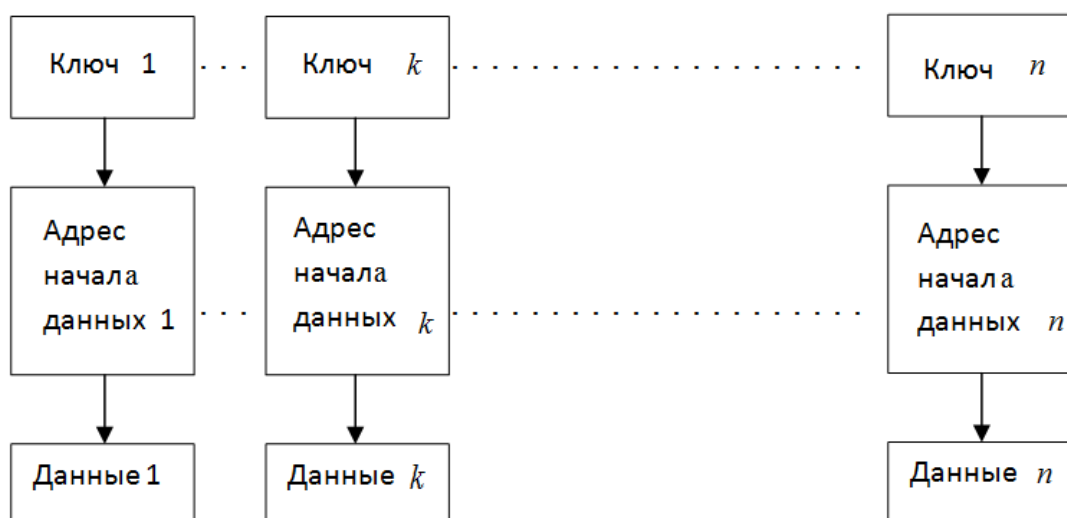 Ключ 1 . . . Ключ k . . . . . . . . . . . . . . . . . . . . . . Ключ n
Адрес
начала
данных 1
. . .
Адрес
начала
данных k
. . . . . . . . . . . . . . . . . . . . . .
Адрес
начала
данных n
Данные 1
Данные k
Данные n